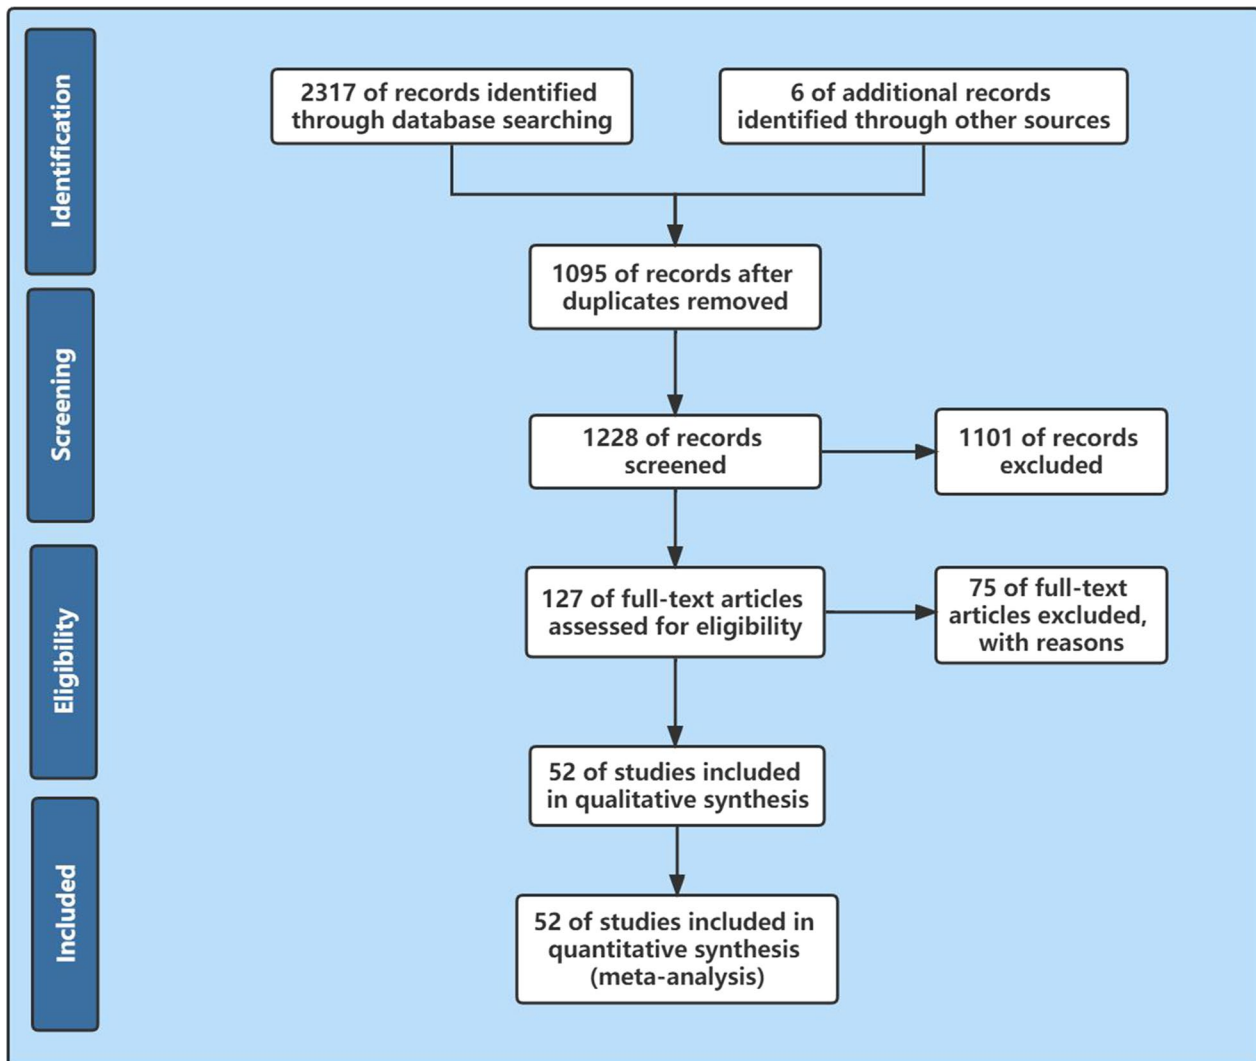 Identification
2317 of records identified
through database searching
6 of additional records
identified through other sources
1095 of records after
duplicates removed
Screening
1228 of records
screened
1101 of records
excluded
Eligibility
127 of full-text articles
assessed for eligibility
75 of full-text
articles excluded,
with reasons
52 of studies included
in qualitative synthesis
Included
52 of studies included in
quantitative synthesis
(meta-analysis)